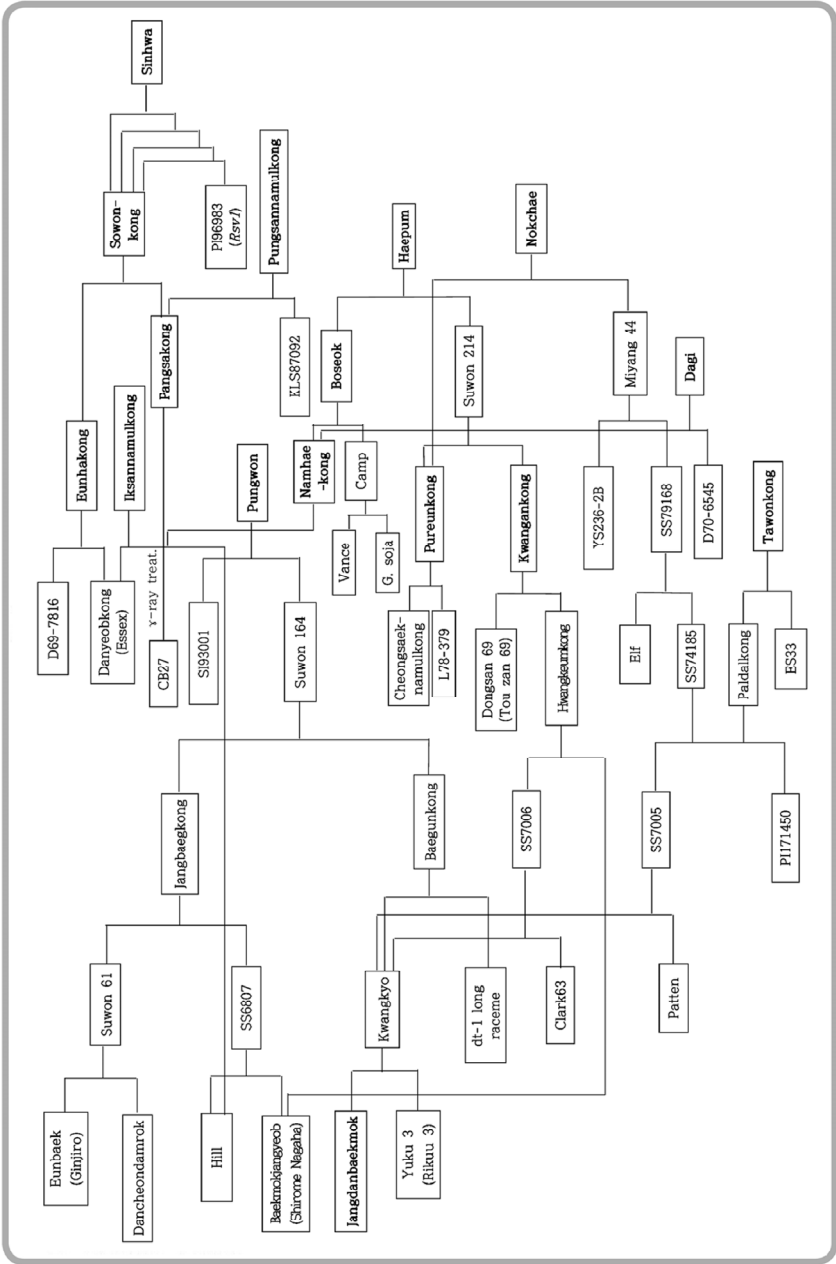 Sinhwa
Sowon-
kong
PI96983
(Rsv1)
Pungsannamulkong
Eunhakong
Iksannamulkong
Pangsakong
KLS87092
Haepum
Nokchae
D69-7816
Danyeobkong
(Essex)
γ-ray treat.
CB27
Pungwon
Namhae
-kong
Boseok
Camp
Suwon 214
Miyang 44
Dagi
SI93001
Suwon 164
Vance
G. soja
Pureunkong
Kwangankong
YS236-2B
SS79168
D70-6545
Tawonkong
Cheongsaek-
namulkong
L78-379
Dongsan 69
(Tou zan 69)
Hwangkeumkong
Elf
SS74185
Paldalkong
ES33
Jangbaegkong
Baegunkong
SS7006
SS7005
PI171450
Suwon 61
SS6807
Kwangkyo
dt-1 long
raceme
Clark63
Patten
Eunbaek
(Ginjiro)
Dancheondamrok
Hill
Baekmokjangyeob
(Shirome Nagaha)
Jangdanbaekmok
Yuku 3
(Rikuu 3)